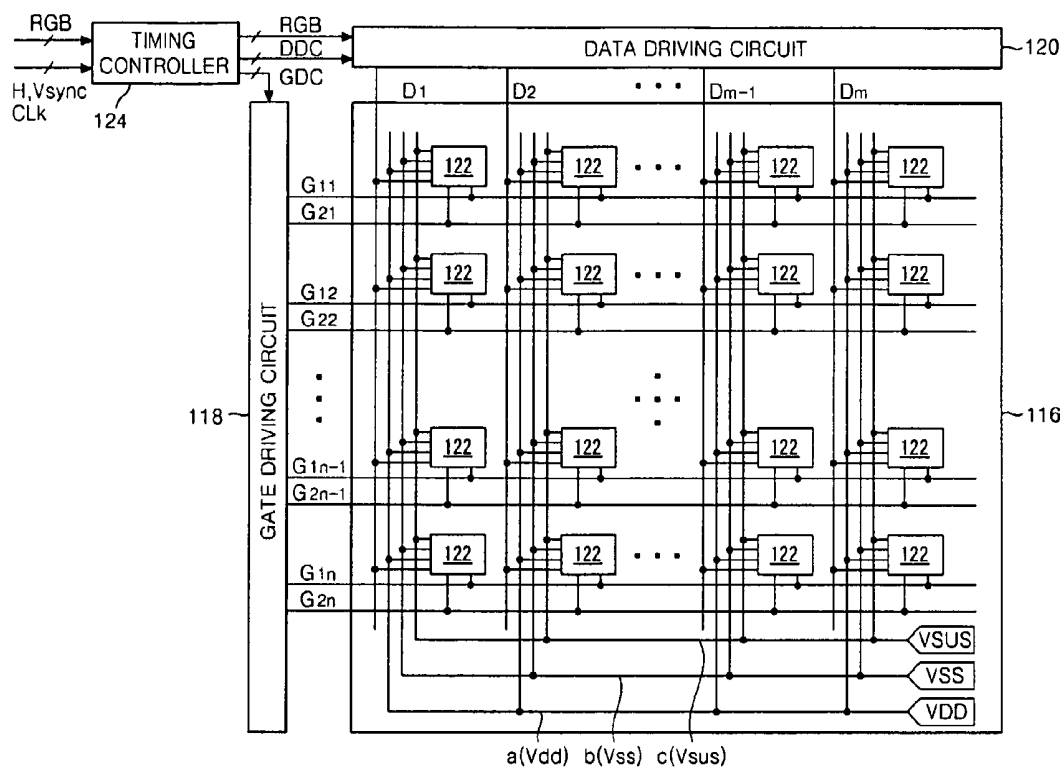 RGB
TIMING
CONTROLLER
H,Vsync
CLk
124
RGB
DDC
GDC
DATA DRIVING CIRCUIT
120
D1 D2 Dm-1 Dm
GATE DRIVING CIRCUIT
118
116
122 122 122 122
G11
G21
122 122 122 122
G12
G22
122 122 122 122
G1n-1
G2n-1
122 122 122 122
G1n
G2n
VSUS
VSS
VDD
a(Vdd) b(Vss) c(Vsus)